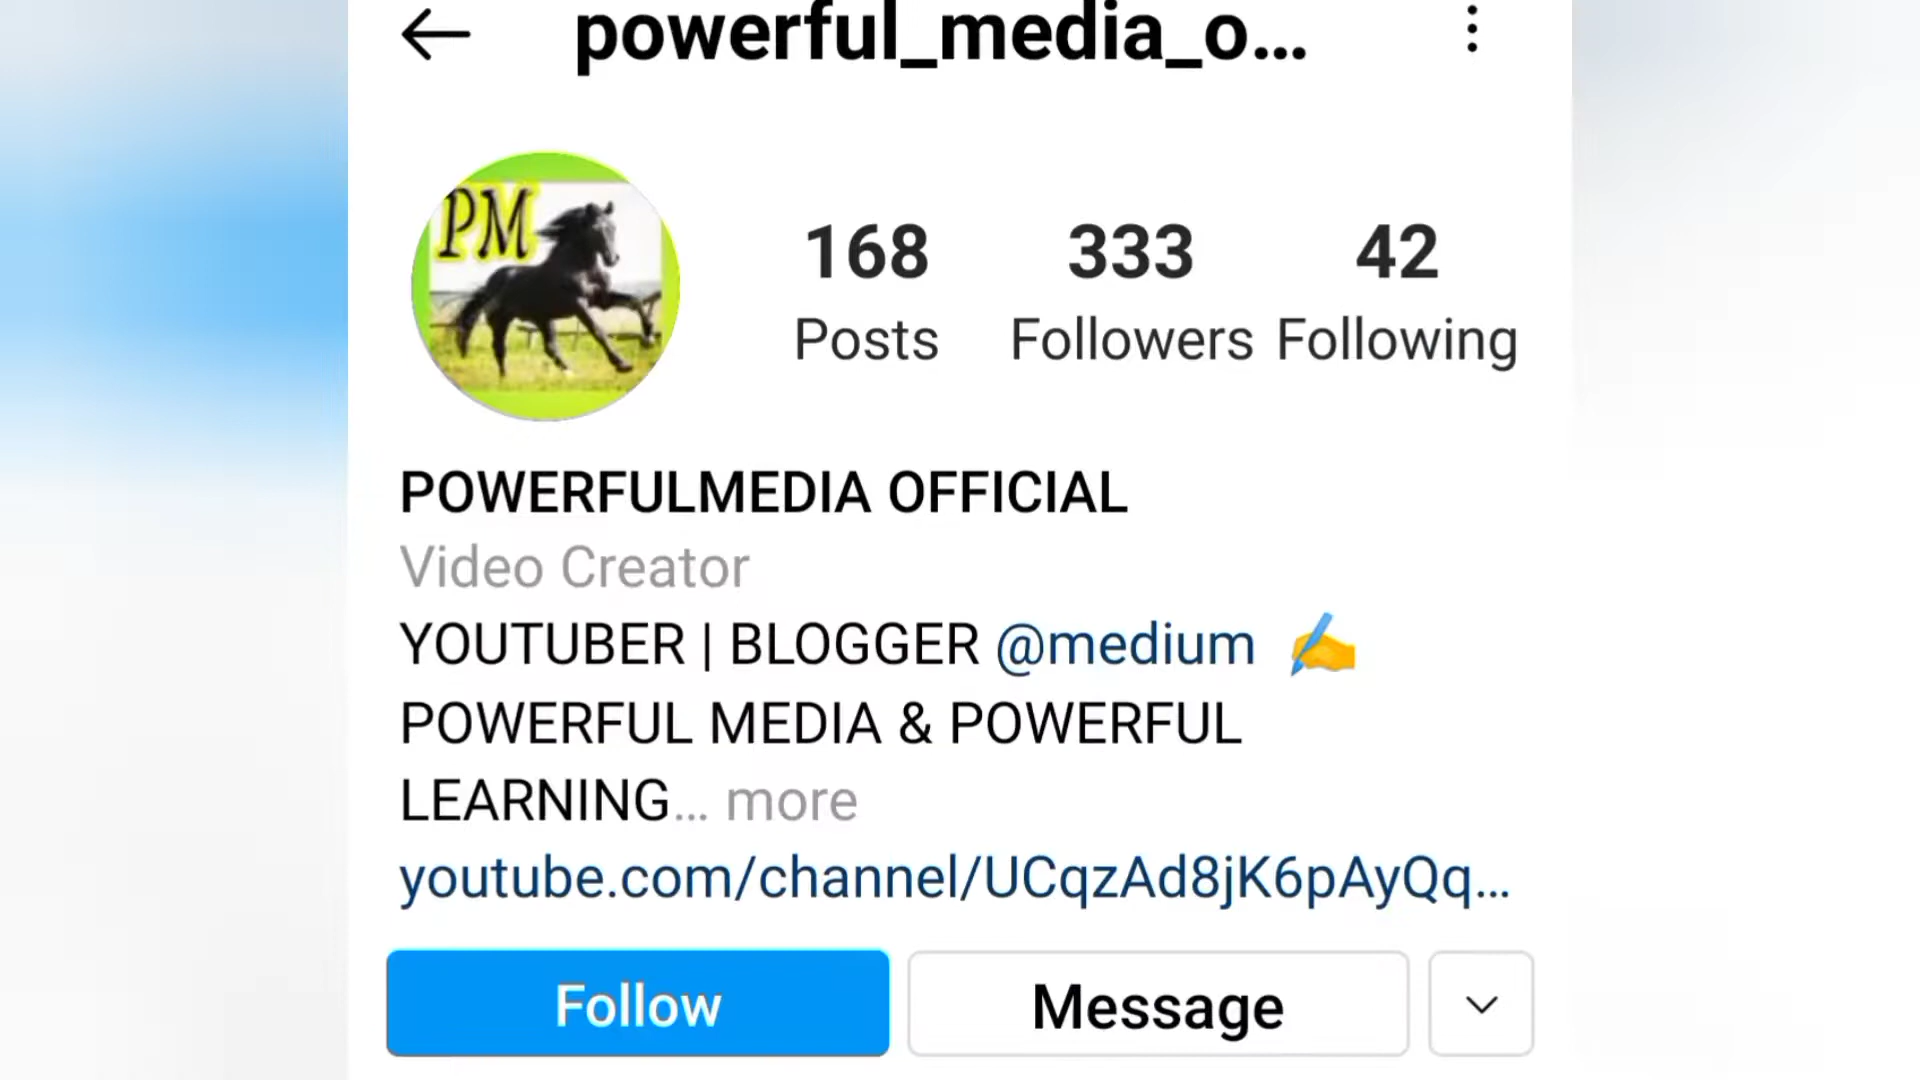 powerful_media_o...
PM
168 333 42
Posts Followers Following
POWERFULMEDIA OFFICIAL
Video Creator
YOUTUBER | BLOGGER @medium ✍️
POWERFUL MEDIA & POWERFUL
LEARNING... more
youtube.com/channel/UCqzAd8jK6pAyQq...
Follow Message